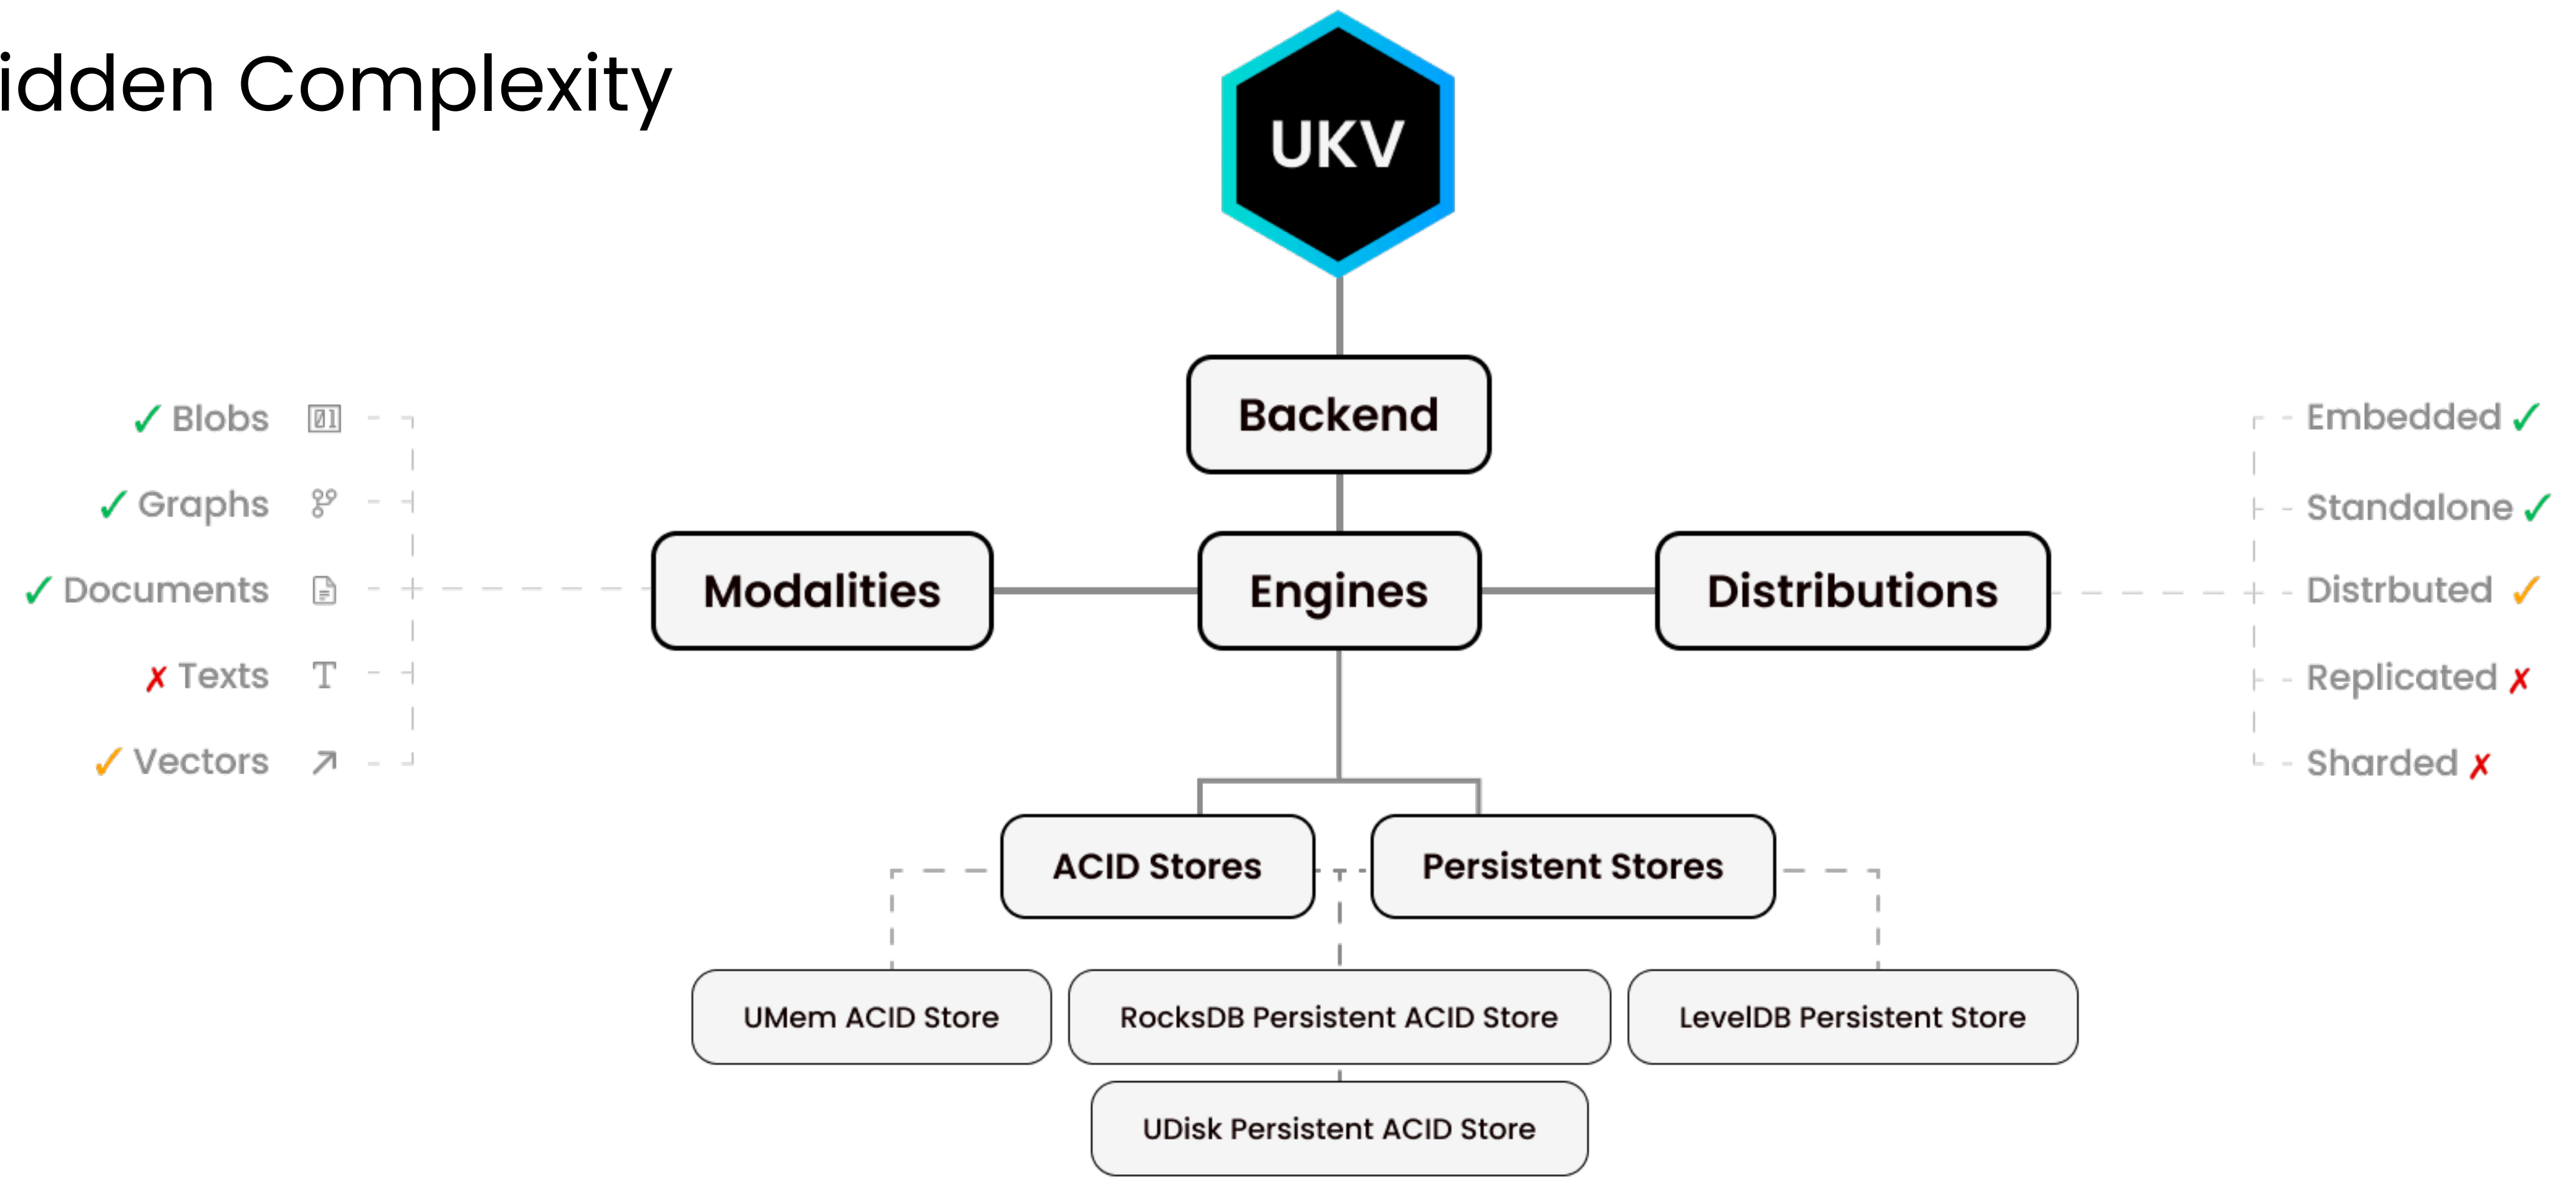 idden Complexity
UKV
Backend
Modalities
Engines
Distributions
✓ Blobs 01
✓ Graphs
✓ Documents
✗ Texts T
✓ Vectors
Embedded ✓
Standalone ✓
Distrbuted ✓
Replicated ✗
Sharded ✗
ACID Stores
Persistent Stores
UMem ACID Store
RocksDB Persistent ACID Store
LevelDB Persistent Store
UDisk Persistent ACID Store